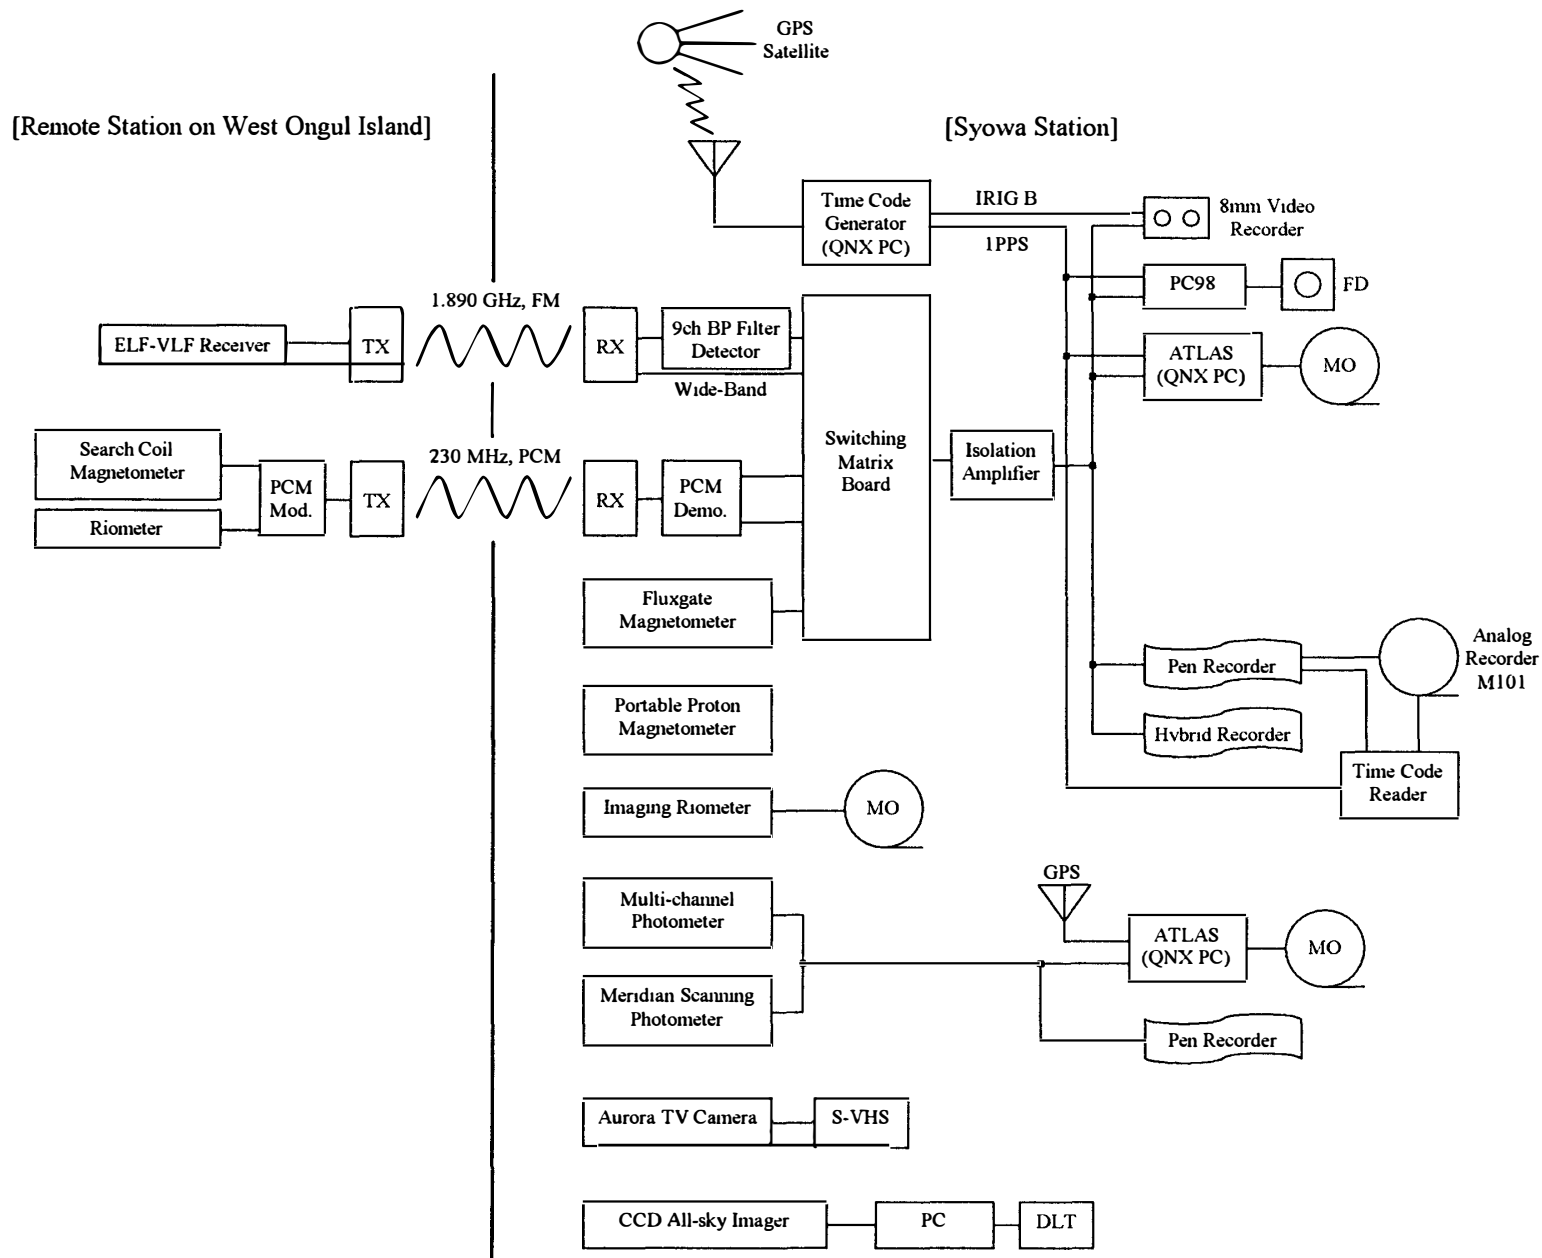 GPS
Satellite
[Remote Station on West Ongul Island]
[Syowa Station]
Time Code
Generator
(QNX PC)
IRIG B
1PPS
8mm Video
Recorder
PC98
FD
1.890 GHz, FM
ELF-VLF Receiver
TX
RX
9ch BP Filter
Detector
Wide-Band
ATLAS
(QNX PC)
MO
Switching
Matrix
Board
Isolation
Amplifier
Search Coil
Magnetometer
Riometer
PCM
Mod.
TX
230 MHz, PCM
RX
PCM
Demo.
Fluxgate
Magnetometer
Pen Recorder
Analog
Recorder
M101
Portable Proton
Magnetometer
Hvbrid Recorder
Time Code
Reader
Imaging Riometer
MO
Multi-channel
Photometer
GPS
ATLAS
(QNX PC)
MO
Meridian Scanning
Photometer
Pen Recorder
Aurora TV Camera
S-VHS
CCD All-sky Imager
PC
DLT